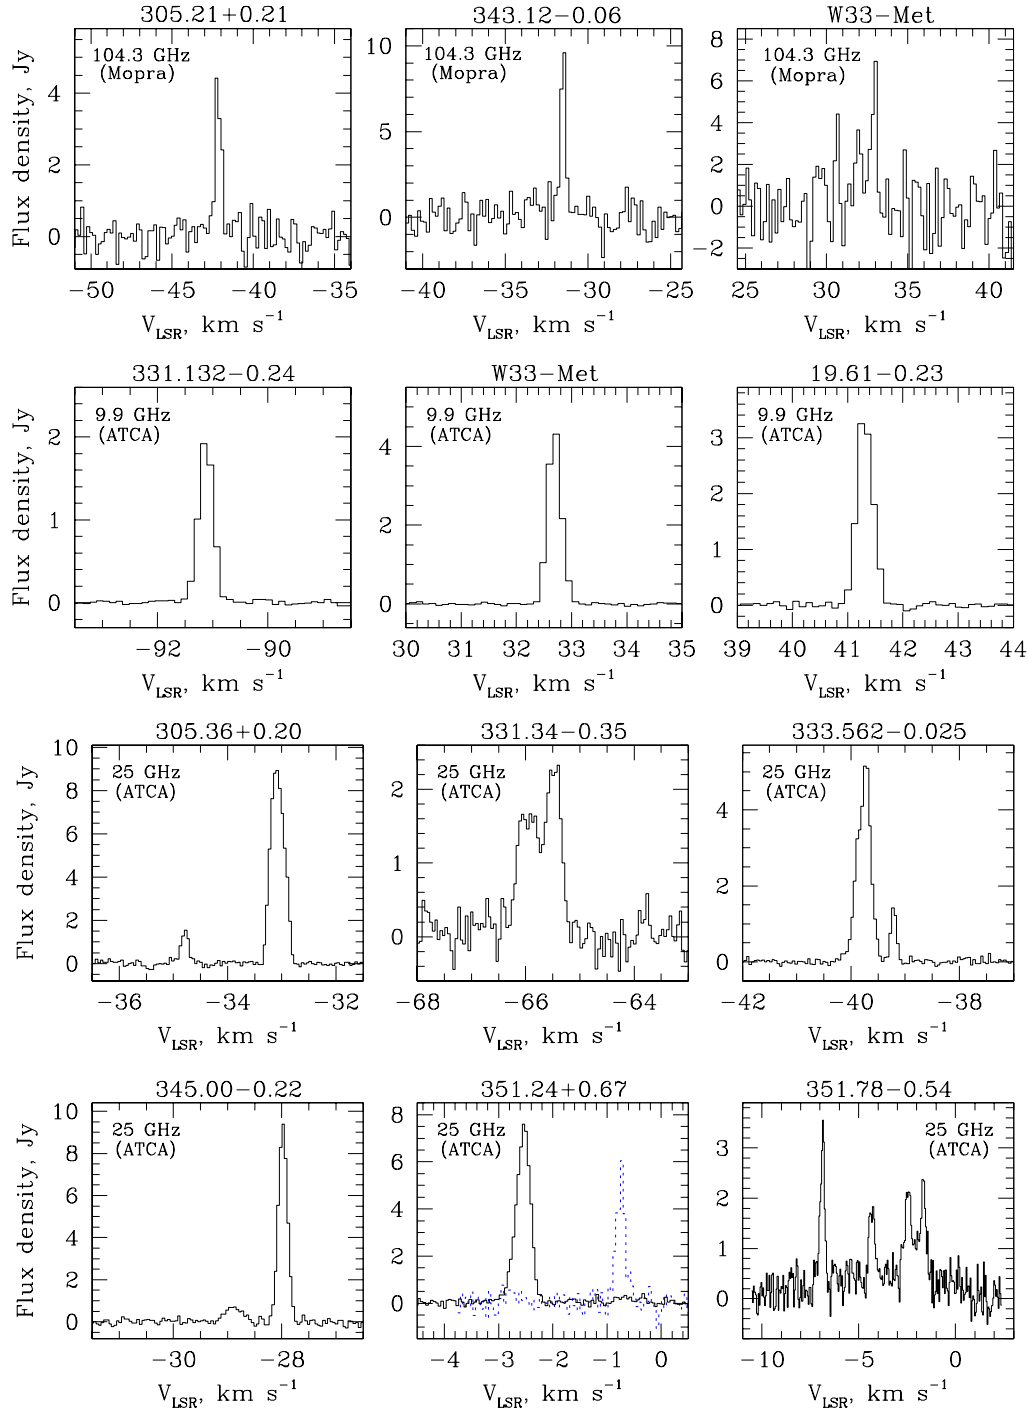 305.21+0.21 343.12−0.06 W33−Met
104.3 GHz 104.3 GHz 104.3 GHz
(Mopra) (Mopra) (Mopra)
Flux density, Jy
0 2 4
0 5 10
−2 0 2 4 6 8
−50 −45 −40 −35
−40 −35 −30 −25
25 30 35 40
V_LSR, km s⁻¹ V_LSR, km s⁻¹ V_LSR, km s⁻¹
331.132−0.24 W33−Met 19.61−0.23
9.9 GHz 9.9 GHz 9.9 GHz
(ATCA) (ATCA) (ATCA)
Flux density, Jy
0 1 2
0 2 4
0 1 2 3
−92 −90
30 31 32 33 34 35
39 40 41 42 43 44
V_LSR, km s⁻¹ V_LSR, km s⁻¹ V_LSR, km s⁻¹
305.36+0.20 331.34−0.35 333.562−0.025
25 GHz 25 GHz 25 GHz
(ATCA) (ATCA) (ATCA)
Flux density, Jy
0 2 4 6 8 10
0 1 2
0 2 4
−36 −34 −32
−68 −66 −64
−42 −40 −38
V_LSR, km s⁻¹ V_LSR, km s⁻¹ V_LSR, km s⁻¹
345.00−0.22 351.24+0.67 351.78−0.54
25 GHz 25 GHz 25 GHz
(ATCA) (ATCA) (ATCA)
Flux density, Jy
0 2 4 6 8 10
0 2 4 6 8
0 1 2 3
−30 −28
−4 −3 −2 −1 0
−10 −5 0
V_LSR, km s⁻¹ V_LSR, km s⁻¹ V_LSR, km s⁻¹